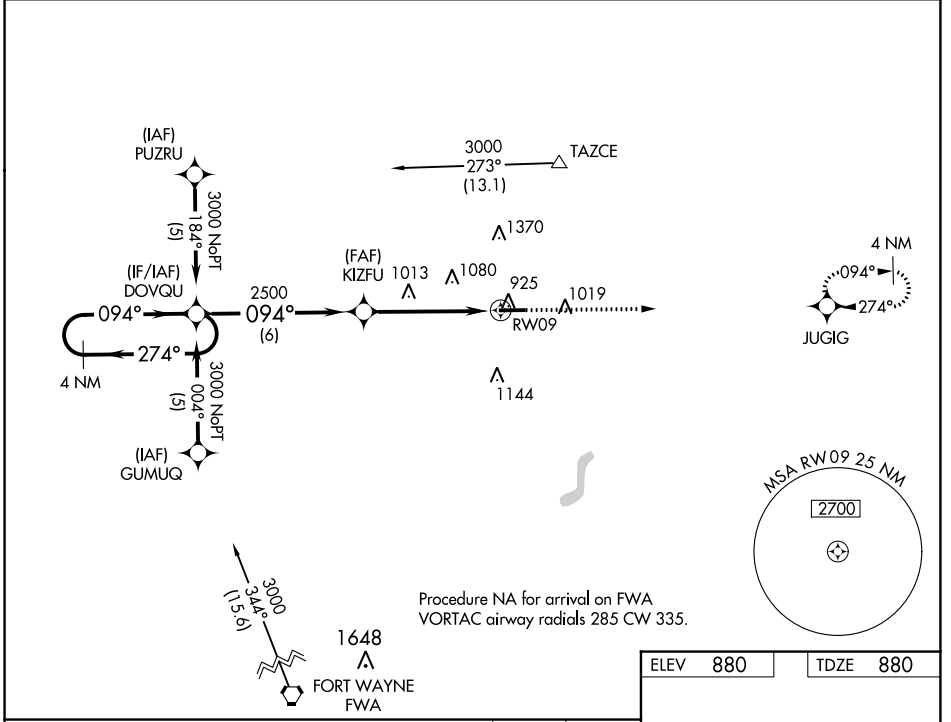 (IAF)
PUZRU
3000 NoPT
184°
(5)
3000
273°
(13.1)
TAZCE
1370
(IF/IAF)
DOVQU
(FAF)
KIZFU
1013
1080
925
1019
4 NM
094°
274°
JUGIG
094°
274°
4 NM
2500
094°
(6)
RW09
1144
3000 NoPT
004°
(5)
(IAF)
GUMUQ
MSA RW09 25 NM
2700
3000
344°
(15.6)
Procedure NA for arrival on FWA
VORTAC airway radials 285 CW 335.
1648
FORT WAYNE
FWA
ELEV 880
TDZE 880